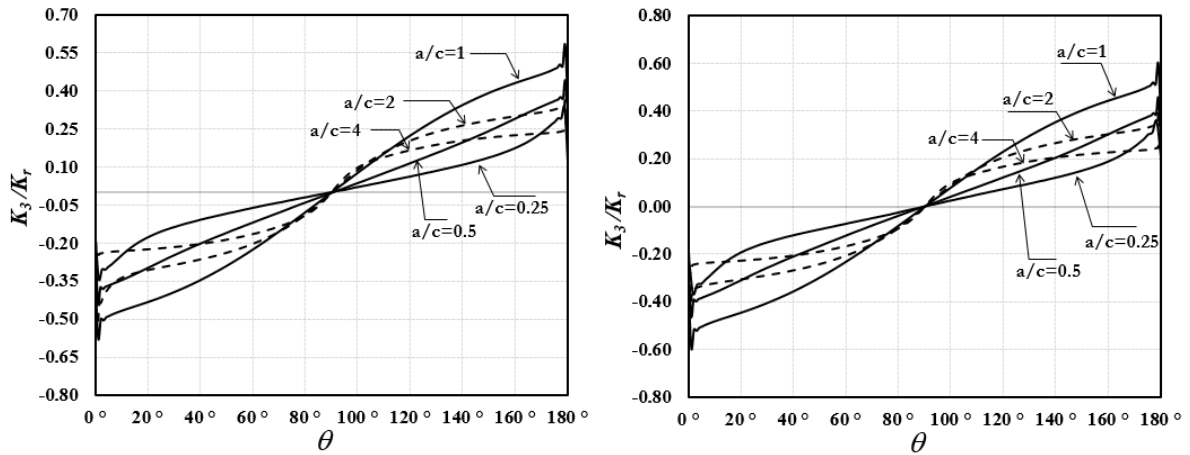 0.70
0.55
0.40
0.25
0.10
-0.05
-0.20
-0.35
-0.50
-0.65
-0.80
K3/Kr
a/c=1
a/c=2
a/c=4
a/c=0.25
a/c=0.5
0 ° 20 ° 40 ° 60 ° 80 ° 100 ° 120 ° 140 ° 160 ° 180 °
θ
0.80
0.60
0.40
0.20
0.00
-0.20
-0.40
-0.60
-0.80
K3/Kr
a/c=1
a/c=2
a/c=4
a/c=0.25
a/c=0.5
0 ° 20 ° 40 ° 60 ° 80 ° 100 ° 120 ° 140 ° 160 ° 180 °
θ